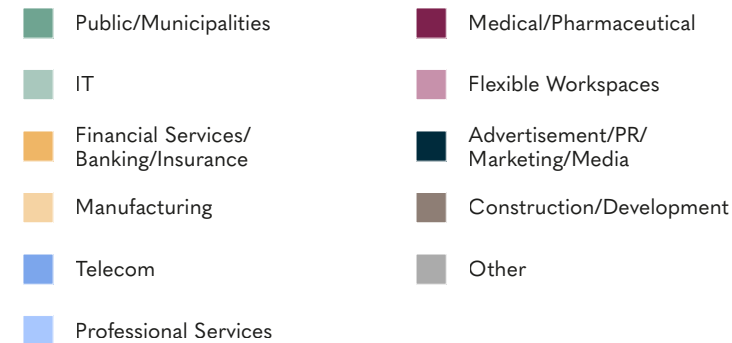 Public/Municipalities
IT
Financial Services/
Banking/Insurance
Manufacturing
Telecom
Professional Services
Medical/Pharmaceutical
Flexible Workspaces
Advertisement/PR/
Marketing/Media
Construction/Development
Other